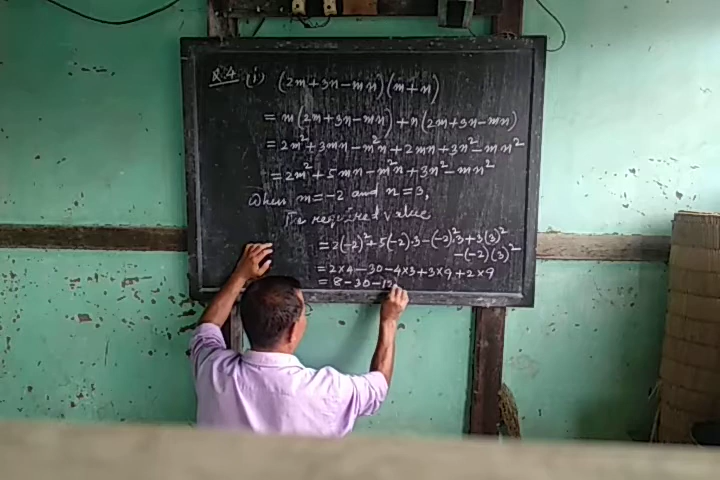 Q.4 (i) (2m+3n-mn)(m+n)
= m(2m+3n-mn)+n(2m+3n-mn)
= 2m²+3mn-m²n+2mn+3n²-mn²
= 2m²+5mn-m²n+3n²-mn²
When m=-2 and n=3,
The required value
= 2(-2)²+5(-2).3-(-2)².3+3(3)²
-(-2)(3)²
= 2×4-30-4×3+3×9+2×9
= 8-30-12